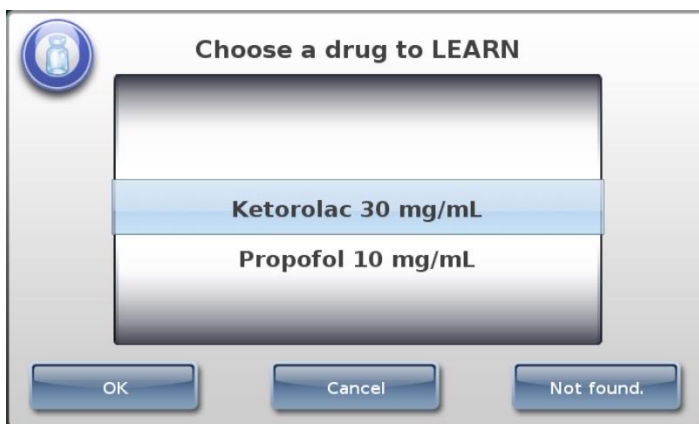 Choose a drug to LEARN
Ketorolac 30 mg/mL
Propofol 10 mg/mL
OK
Cancel
Not found.